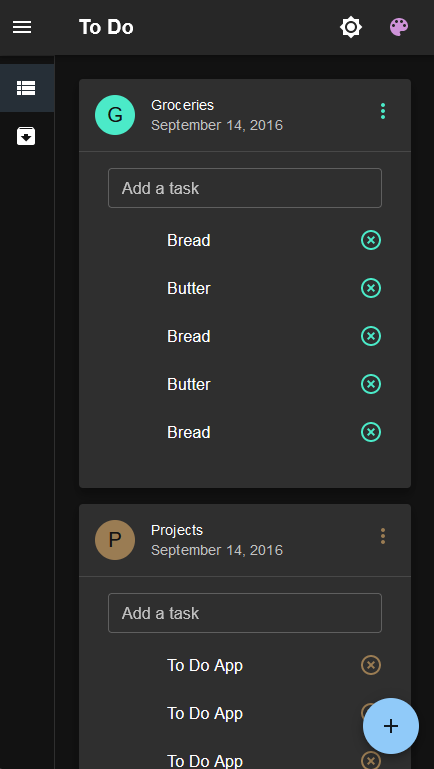 To Do
G
Groceries
September 14, 2016
Add a task
Bread
Butter
Bread
Butter
Bread
P
Projects
September 14, 2016
Add a task
To Do App
To Do App
To Do App